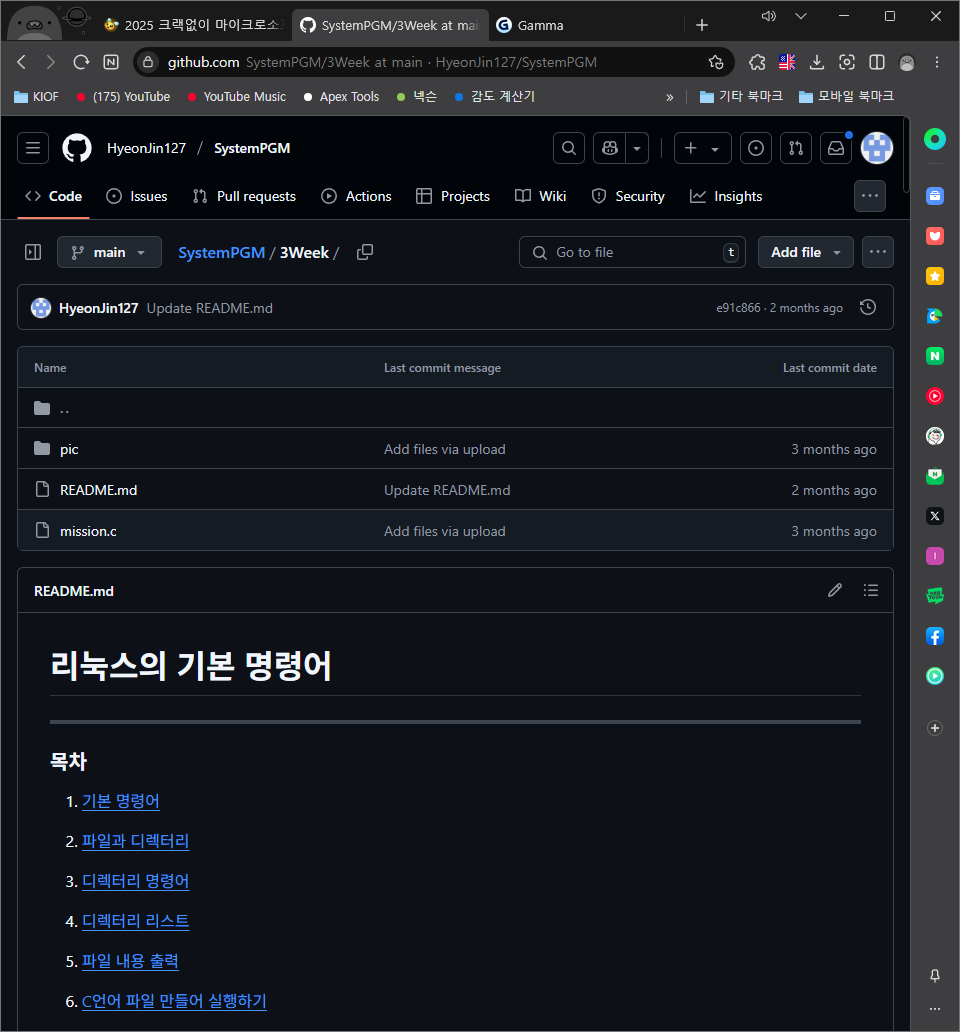 2025 크랙없이 마이크로소
SystemPGM/3Week at mai
Gamma
github.com SystemPGM/3Week at main · HyeonJin127/SystemPGM
KIOF (175) YouTube YouTube Music Apex Tools 넥슨 감도 계산기 » 기타 북마크 모바일 북마크
HyeonJin127 / SystemPGM
Code Issues Pull requests Actions Projects Wiki Security Insights
main SystemPGM / 3Week / Go to file t Add file
HyeonJin127 Update README.md e91c866 · 2 months ago
Name Last commit message Last commit date
..
pic Add files via upload 3 months ago
README.md Update README.md 2 months ago
mission.c Add files via upload 3 months ago
README.md
리눅스의 기본 명령어
목차
1. 기본 명령어
2. 파일과 디렉터리
3. 디렉터리 명령어
4. 디렉터리 리스트
5. 파일 내용 출력
6. C언어 파일 만들어 실행하기